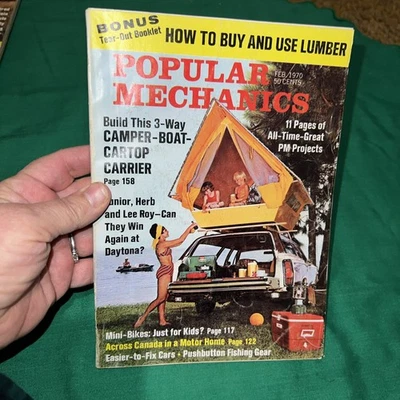 BONUS
Tear-Out Booklet
HOW TO BUY AND USE LUMBER
POPULAR
MECHANICS
FEB. 1970
50 CENTS
Build This 3-Way
CAMPER-BOAT-
CARTOP
CARRIER
Page 158
11 Pages of
All-Time-Great
PM Projects
Junior, Herb
and Lee Roy—Can
They Win
Again at
Daytona?
Mini-Bikes: Just for Kids? Page 117
Across Canada in a Motor Home Page 122
Easier-to-Fix Cars • Pushbutton Fishing Gear